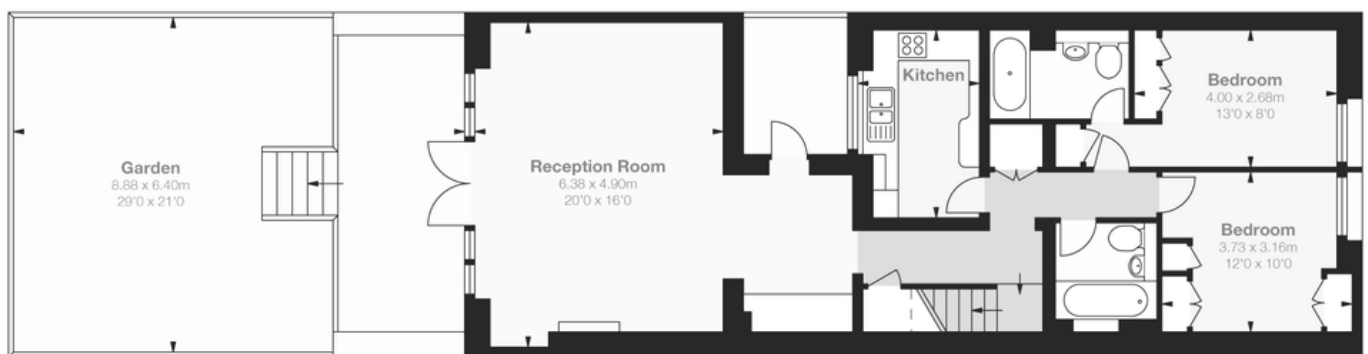 Garden
8.88 x 6.40m
29'0 x 21'0
Reception Room
6.38 x 4.90m
20'0 x 16'0
Kitchen
Bedroom
4.00 x 2.68m
13'0 x 8'0
Bedroom
3.73 x 3.16m
12'0 x 10'0